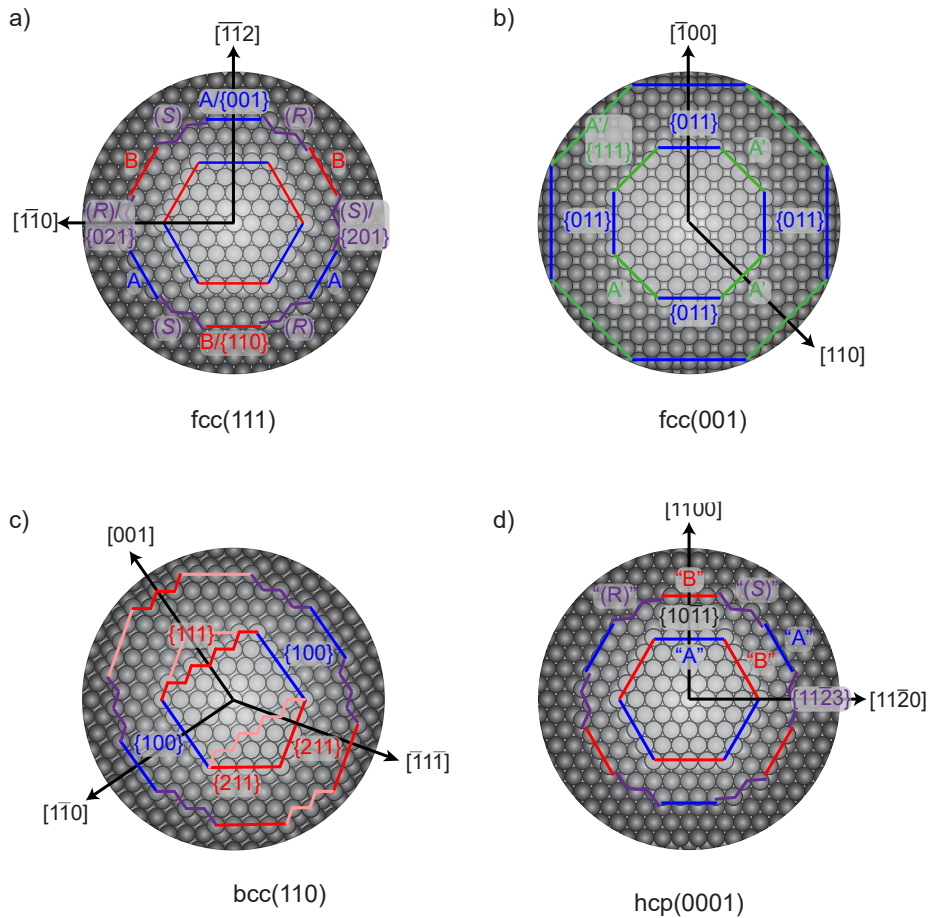 a)
[1̅1̅2]
A/{001}
(S)
(R)
B
B
[11̅0]
(R)/
{021}
(S)/
{201}
A
A
(S)
(R)
B/{110}
fcc(111)
b)
[1̅00]
{011}
A'/
{111}
A'
{011}
{011}
A'
A'
{011}
[110]
fcc(001)
c)
[001]
{111}
{100}
{100}
{211}
{211}
[1̅11̅]
[11̅0]
bcc(110)
d)
[1100]
"B"
"(R)"
"(S)"
{101̅1}
"A"
"A"
"B"
{112̅3}
[112̅0]
hcp(0001)